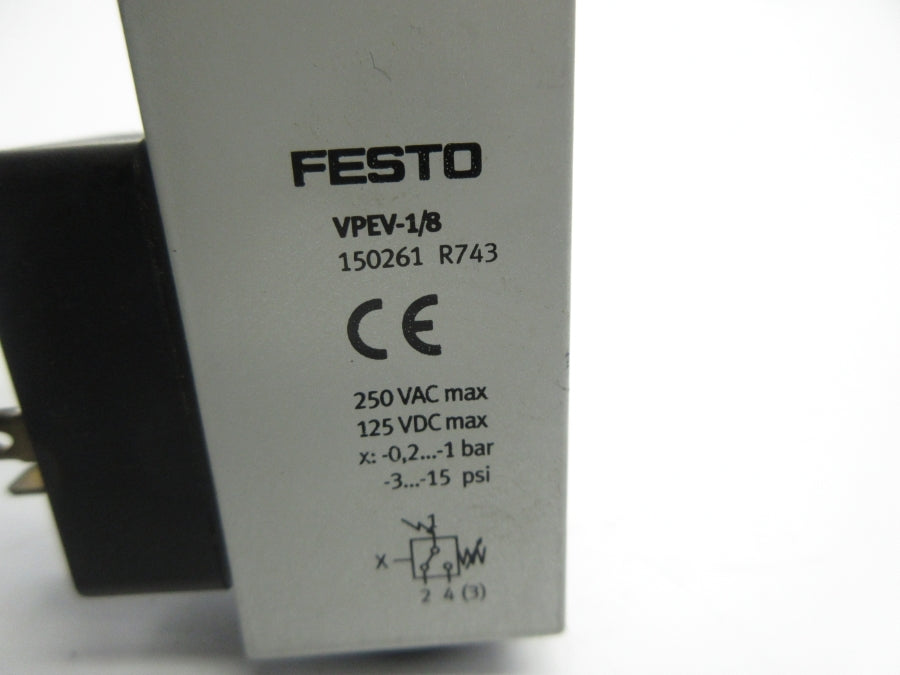 FESTO
VPEV-1/8
150261 R743
CE
250 VAC max
125 VDC max
x: -0,2...-1 bar
-3...-15 psi
1
X
2 4 (3)